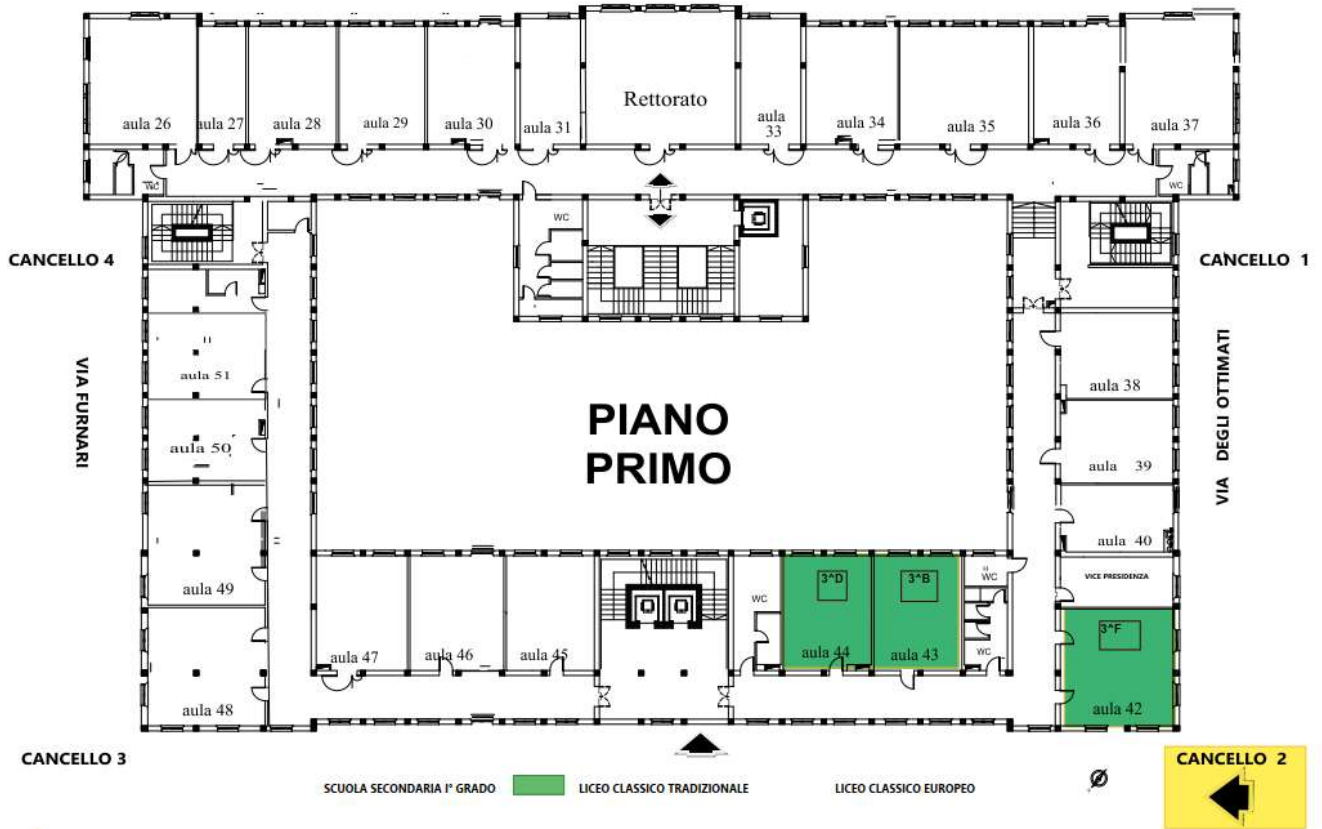 Rettorato
aula 26
aula 27
aula 28
aula 29
aula 30
aula 31
aula
33
aula 34
aula 35
aula 36
aula 37
WC
WC
WC
CANCELLO 4
CANCELLO 1
VIA FURNARI
VIA DEGLI OTTIMATI
aula 51
aula 50
aula 49
aula 48
PIANO
PRIMO
aula 38
aula 39
aula 40
VICE PRESIDENZA
3^F
aula 42
3^D
3^B
WC
WC
WC
aula 47
aula 46
aula 45
aula 44
aula 43
CANCELLO 3
CANCELLO 2
SCUOLA SECONDARIA I° GRADO
LICEO CLASSICO TRADIZIONALE
LICEO CLASSICO EUROPEO